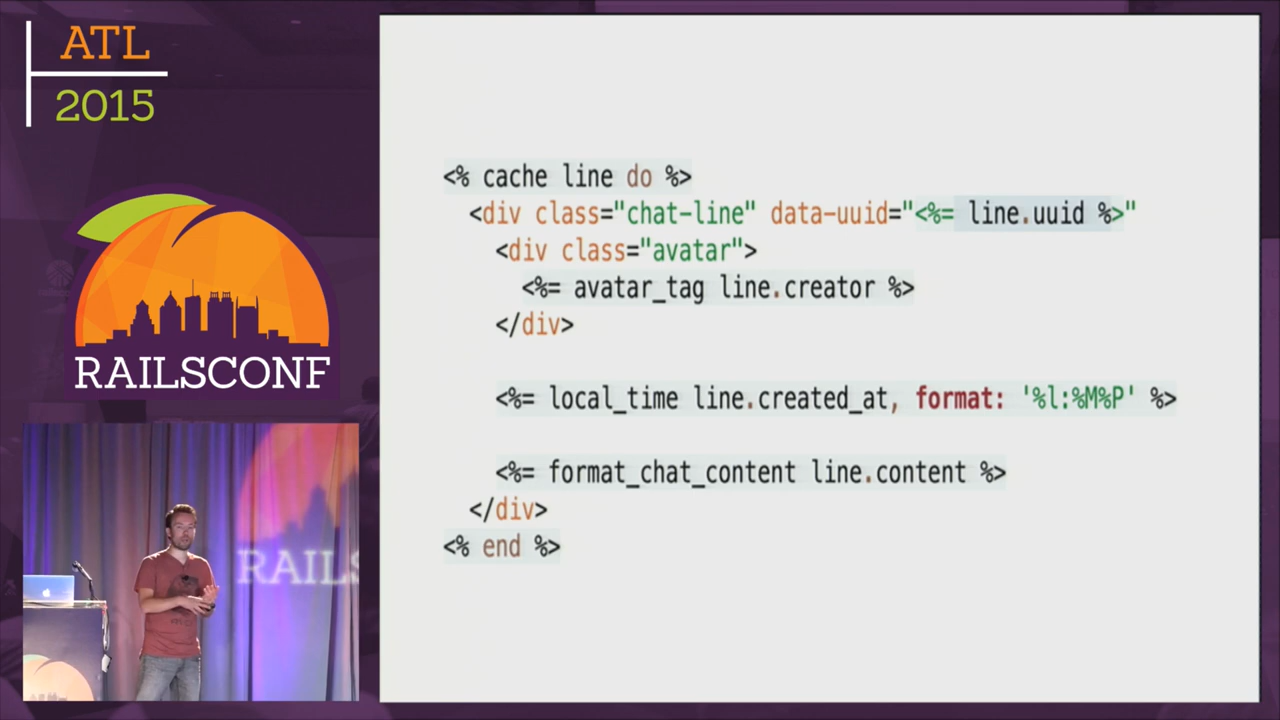 ATL
2015
RAILSCONF
RAILS
<% cache line do %>
  <div class="chat-line" data-uuid="<%= line.uuid %>"
    <div class="avatar">
      <%= avatar_tag line.creator %>
    </div>

    <%= local_time line.created_at, format: '%l:%M%P' %>

    <%= format_chat_content line.content %>
  </div>
<% end %>